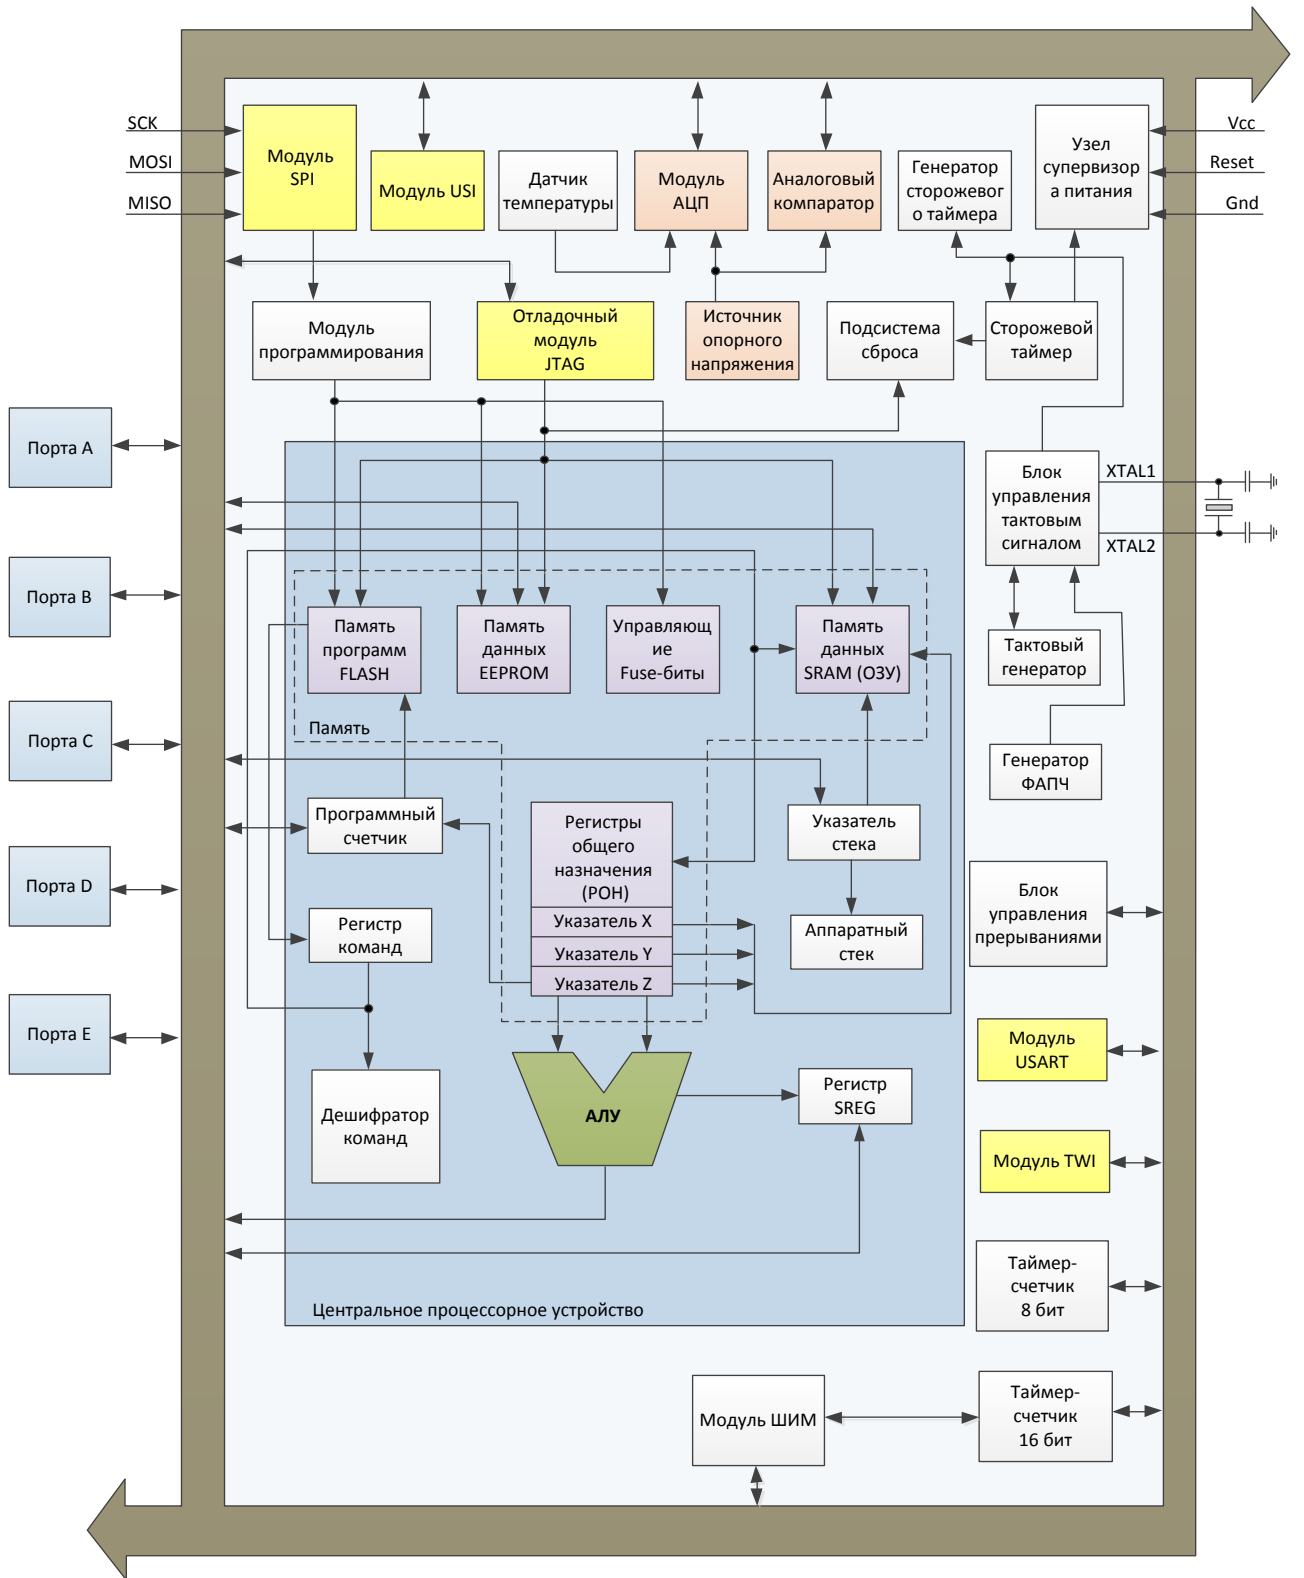 SCK
MOSI
MISO
Модуль
SPI
Модуль USI
Датчик
температуры
Модуль
АЦП
Аналоговый
компаратор
Генератор
сторожевог
о таймера
Узел
супервизор
а питания
Vcc
Reset
Gnd
Модуль
программирования
Отладочный
модуль
JTAG
Источник
опорного
напряжения
Подсистема
сброса
Сторожевой
таймер
Порта A
Порта B
Порта C
Порта D
Порта E
Блок
управления
тактовым
сигналом
XTAL1
XTAL2
Память
программ
FLASH
Память
данных
EEPROM
Управляющ
ие
Fuse-биты
Память
данных
SRAM (ОЗУ)
Тактовый
генератор
Память
Генератор
ФАПЧ
Программный
счетчик
Регистры
общего
назначения
(РОН)
Указатель X
Указатель Y
Указатель Z
Указатель
стека
Аппаратный
стек
Блок
управления
прерываниями
Регистр
команд
Модуль
USART
Дешифратор
команд
АЛУ
Регистр
SREG
Модуль TWI
Таймер-
счетчик
8 бит
Центральное процессорное устройство
Модуль ШИМ
Таймер-
счетчик
16 бит